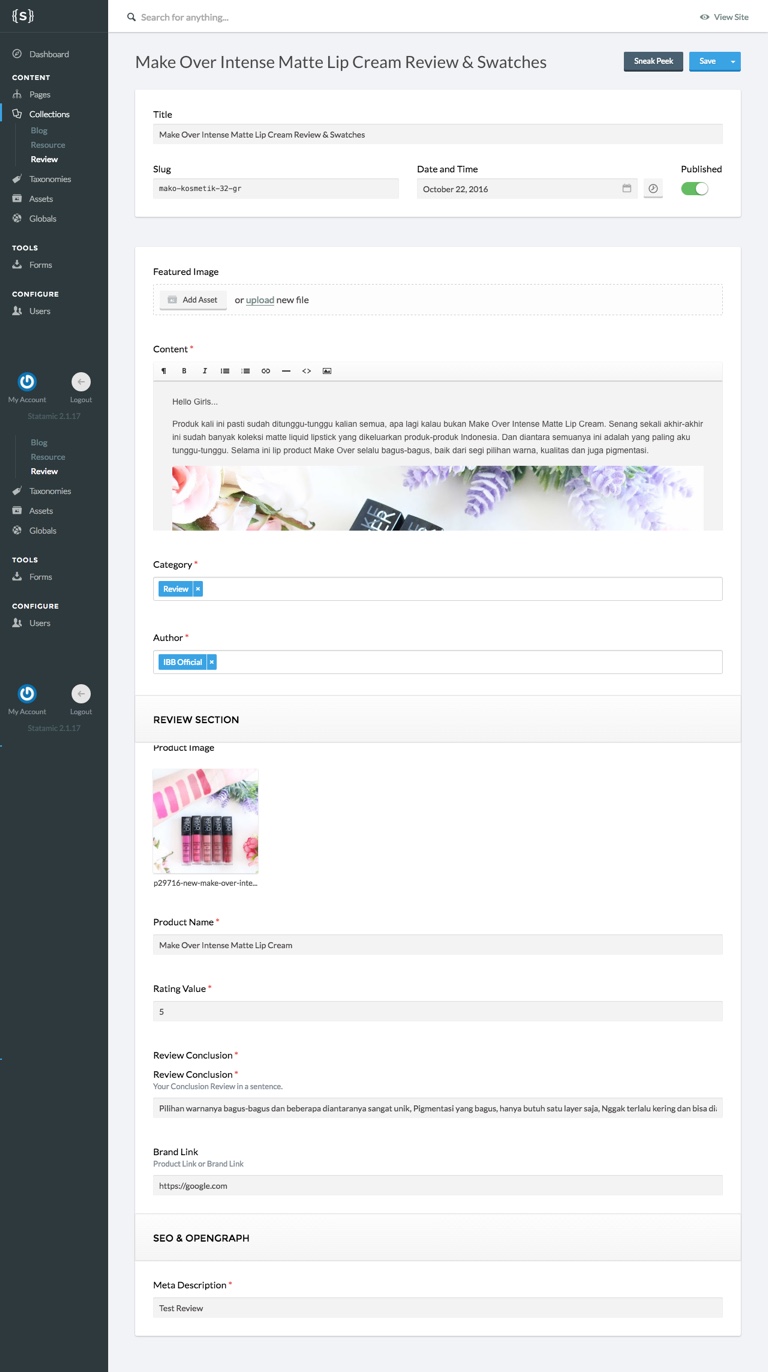 {S}
Search for anything...
View Site
Dashboard
CONTENT
Pages
Collections
Blog
Resource
Review
Taxonomies
Assets
Globals
TOOLS
Forms
CONFIGURE
Users
My Account
Logout
Statamic 2.1.17
Blog
Resource
Review
Taxonomies
Assets
Globals
TOOLS
Forms
CONFIGURE
Users
My Account
Logout
Statamic 2.1.17
Make Over Intense Matte Lip Cream Review & Swatches
Sneak Peek
Save
Title
Make Over Intense Matte Lip Cream Review & Swatches
Slug
mako-kosmetik-32-gr
Date and Time
October 22, 2016
Published
Featured Image
Add Asset
or upload new file
Content *
¶ B I <>
Hello Girls...
Produk kali ini pasti sudah ditunggu-tunggu kalian semua, apa lagi kalau bukan Make Over Intense Matte Lip Cream. Senang sekali akhir-akhir
ini sudah banyak koleksi matte liquid lipstick yang dikeluarkan produk-produk Indonesia. Dan diantara semuanya ini adalah yang paling aku
tunggu-tunggu. Selama ini lip product Make Over selalu bagus-bagus, baik dari segi pilihan warna, kualitas dan juga pigmentasi.
Category *
Review ×
Author *
IBB Official ×
REVIEW SECTION
Product Image
p29716-new-make-over-inte...
Product Name *
Make Over Intense Matte Lip Cream
Rating Value *
5
Review Conclusion *
Review Conclusion *
Your Conclusion Review in a sentence.
Pilihan warnanya bagus-bagus dan beberapa diantaranya sangat unik, Pigmentasi yang bagus, hanya butuh satu layer saja, Nggak terlalu kering dan bisa
Brand Link
Product Link or Brand Link
https://google.com
SEO & OPENGRAPH
Meta Description *
Test Review